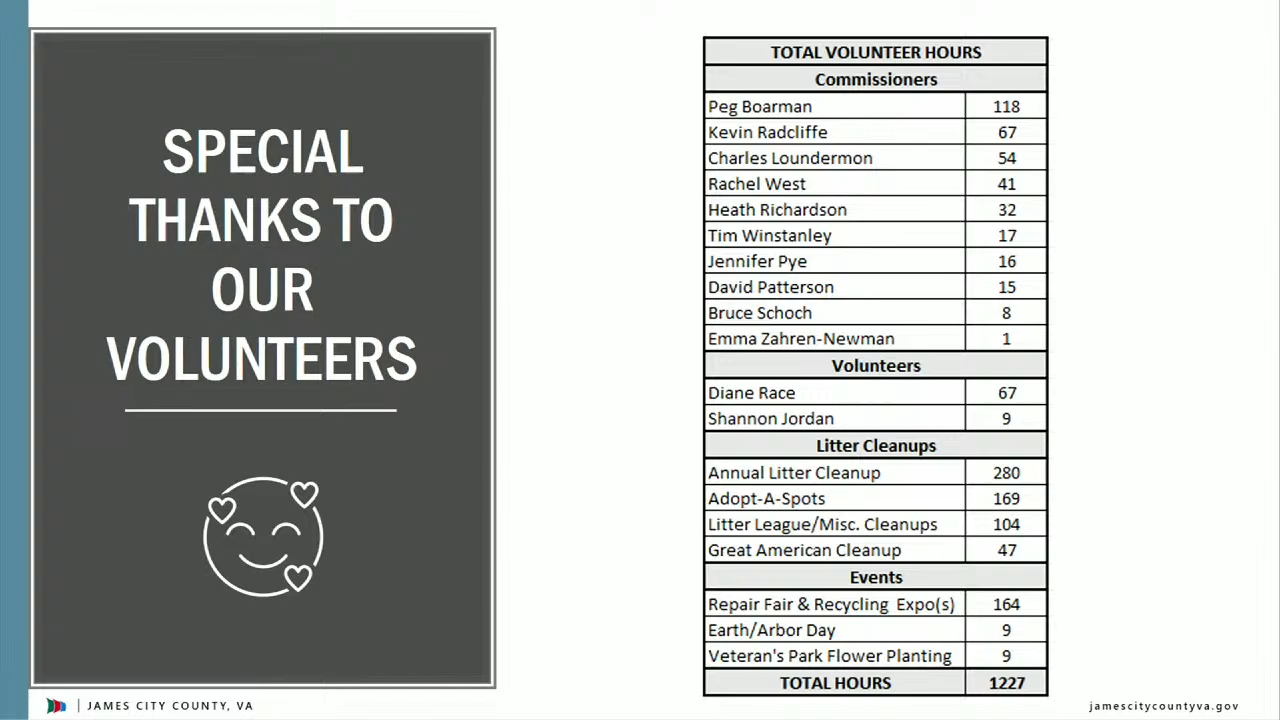 SPECIAL
THANKS TO
OUR
VOLUNTEERS
TOTAL VOLUNTEER HOURS
Commissioners
Peg Boarman 118
Kevin Radcliffe 67
Charles Loundermon 54
Rachel West 41
Heath Richardson 32
Tim Winstanley 17
Jennifer Pye 16
David Patterson 15
Bruce Schoch 8
Emma Zahren-Newman 1
Volunteers
Diane Race 67
Shannon Jordan 9
Litter Cleanups
Annual Litter Cleanup 280
Adopt-A-Spots 169
Litter League/Misc. Cleanups 104
Great American Cleanup 47
Events
Repair Fair & Recycling Expo(s) 164
Earth/Arbor Day 9
Veteran's Park Flower Planting 9
TOTAL HOURS 1227
JAMES CITY COUNTY, VA
jamescitycountyva.gov